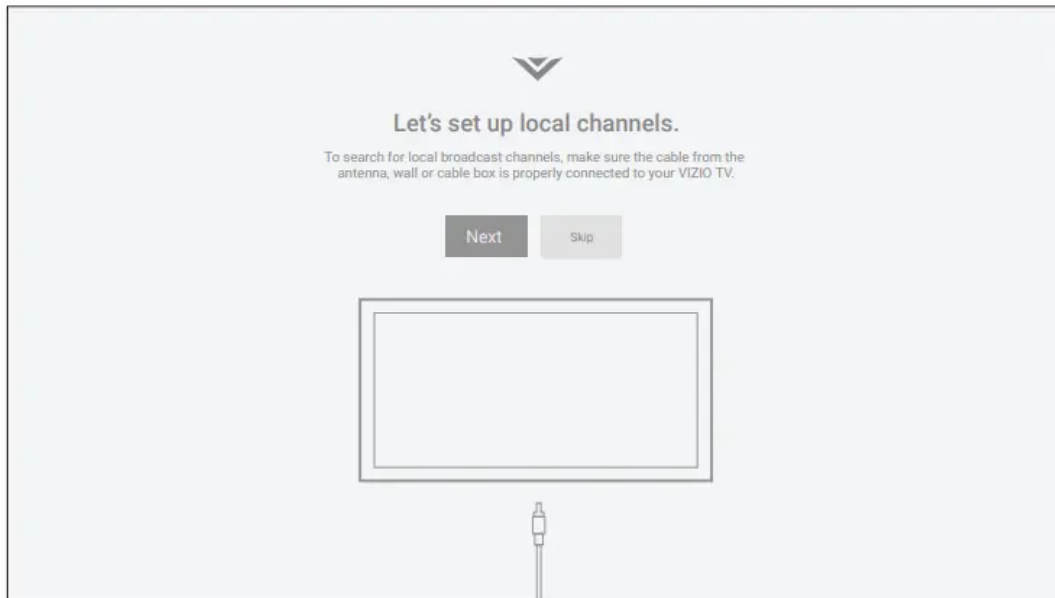 Let's set up local channels.
To search for local broadcast channels, make sure the cable from the
antenna, wall or cable box is properly connected to your VIZIO TV.
Next
Skip